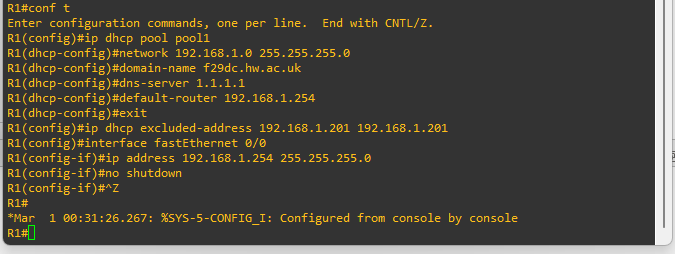 R1#conf t
Enter configuration commands, one per line.  End with CNTL/Z.
R1(config)#ip dhcp pool pool1
R1(dhcp-config)#network 192.168.1.0 255.255.255.0
R1(dhcp-config)#domain-name f29dc.hw.ac.uk
R1(dhcp-config)#dns-server 1.1.1.1
R1(dhcp-config)#default-router 192.168.1.254
R1(dhcp-config)#exit
R1(config)#ip dhcp excluded-address 192.168.1.201 192.168.1.201
R1(config)#interface fastEthernet 0/0
R1(config-if)#ip address 192.168.1.254 255.255.255.0
R1(config-if)#no shutdown
R1(config-if)#^Z
R1#
*Mar  1 00:31:26.267: %SYS-5-CONFIG_I: Configured from console by console
R1#